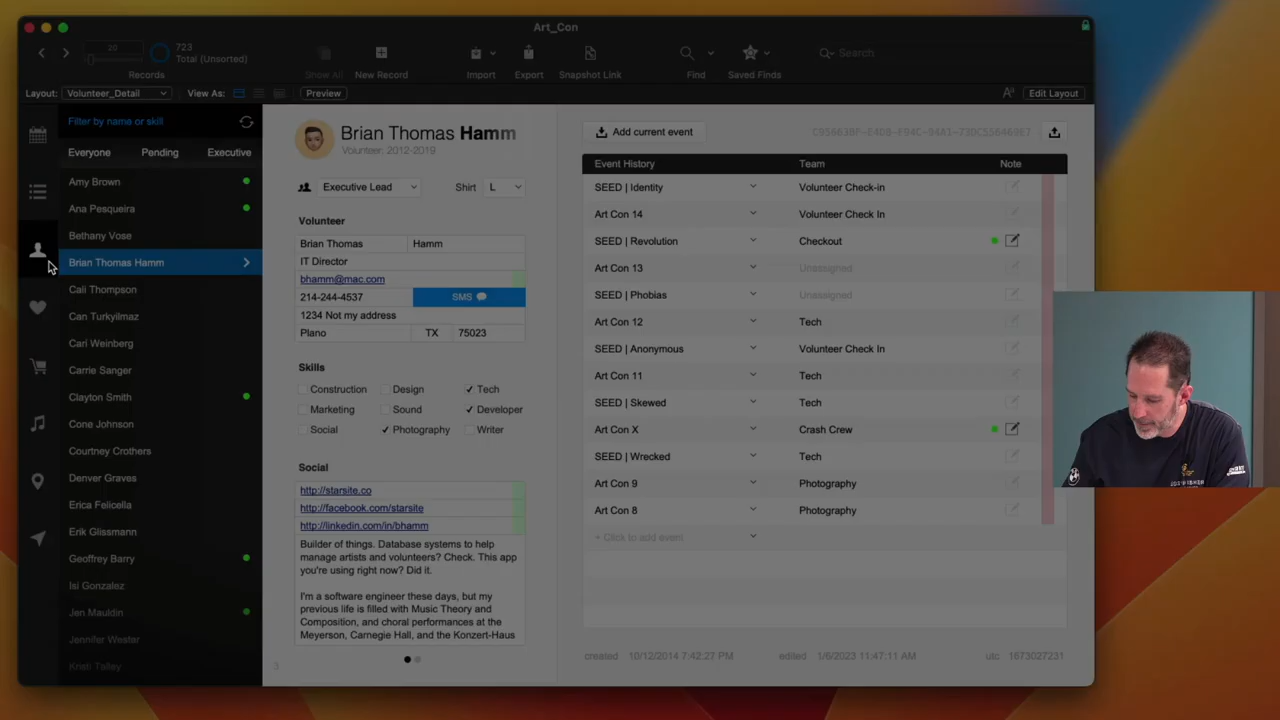 Art_Con
20
723
Total (Unsorted)
Records
Show All
New Record
Import
Export
Snapshot Link
Find
Saved Finds
Search
Layout: Volunteer_Detail
View As:
Preview
Edit Layout
Filter by name or skill
Everyone Pending Executive
Amy Brown
Ana Pesqueira
Bethany Vose
Brian Thomas Hamm
Cali Thompson
Can Turkyilmaz
Cari Weinberg
Carrie Sanger
Clayton Smith
Cone Johnson
Courtney Crothers
Denver Graves
Erica Felicella
Erik Glissmann
Geoffrey Barry
Isi Gonzalez
Jen Mauldin
Jennifer Wester
Kristi Talley
Brian Thomas Hamm
Volunteer: 2012-2019
Executive Lead
Shirt L
Volunteer
Brian Thomas Hamm
IT Director
bhamm@mac.com
214-244-4537 SMS
1234 Not my address
Plano TX 75023
Skills
Construction Design Tech
Marketing Sound Developer
Social Photography Writer
Social
http://starsite.co
http://facebook.com/starsite
http://linkedin.com/in/bhamm
Builder of things. Database systems to help
manage artists and volunteers? Check. This app
you're using right now? Did it.
I'm a software engineer these days, but my
previous life is filled with Music Theory and
Composition, and choral performances at the
Meyerson, Carnegie Hall, and the Konzert-Haus
3
Add current event
Event History Team Note
SEED | Identity Volunteer Check-in
Art Con 14 Volunteer Check In
SEED | Revolution Checkout
Art Con 13 Unassigned
SEED | Phobias Unassigned
Art Con 12 Tech
SEED | Anonymous Volunteer Check In
Art Con 11 Tech
SEED | Skewed Tech
Art Con X Crash Crew
SEED | Wrecked Tech
Art Con 9 Photography
Art Con 8 Photography
+ Click to add event
created 10/12/2014 7:42:27 PM edited 1/6/2023 11:47:11 AM utc 1673027231